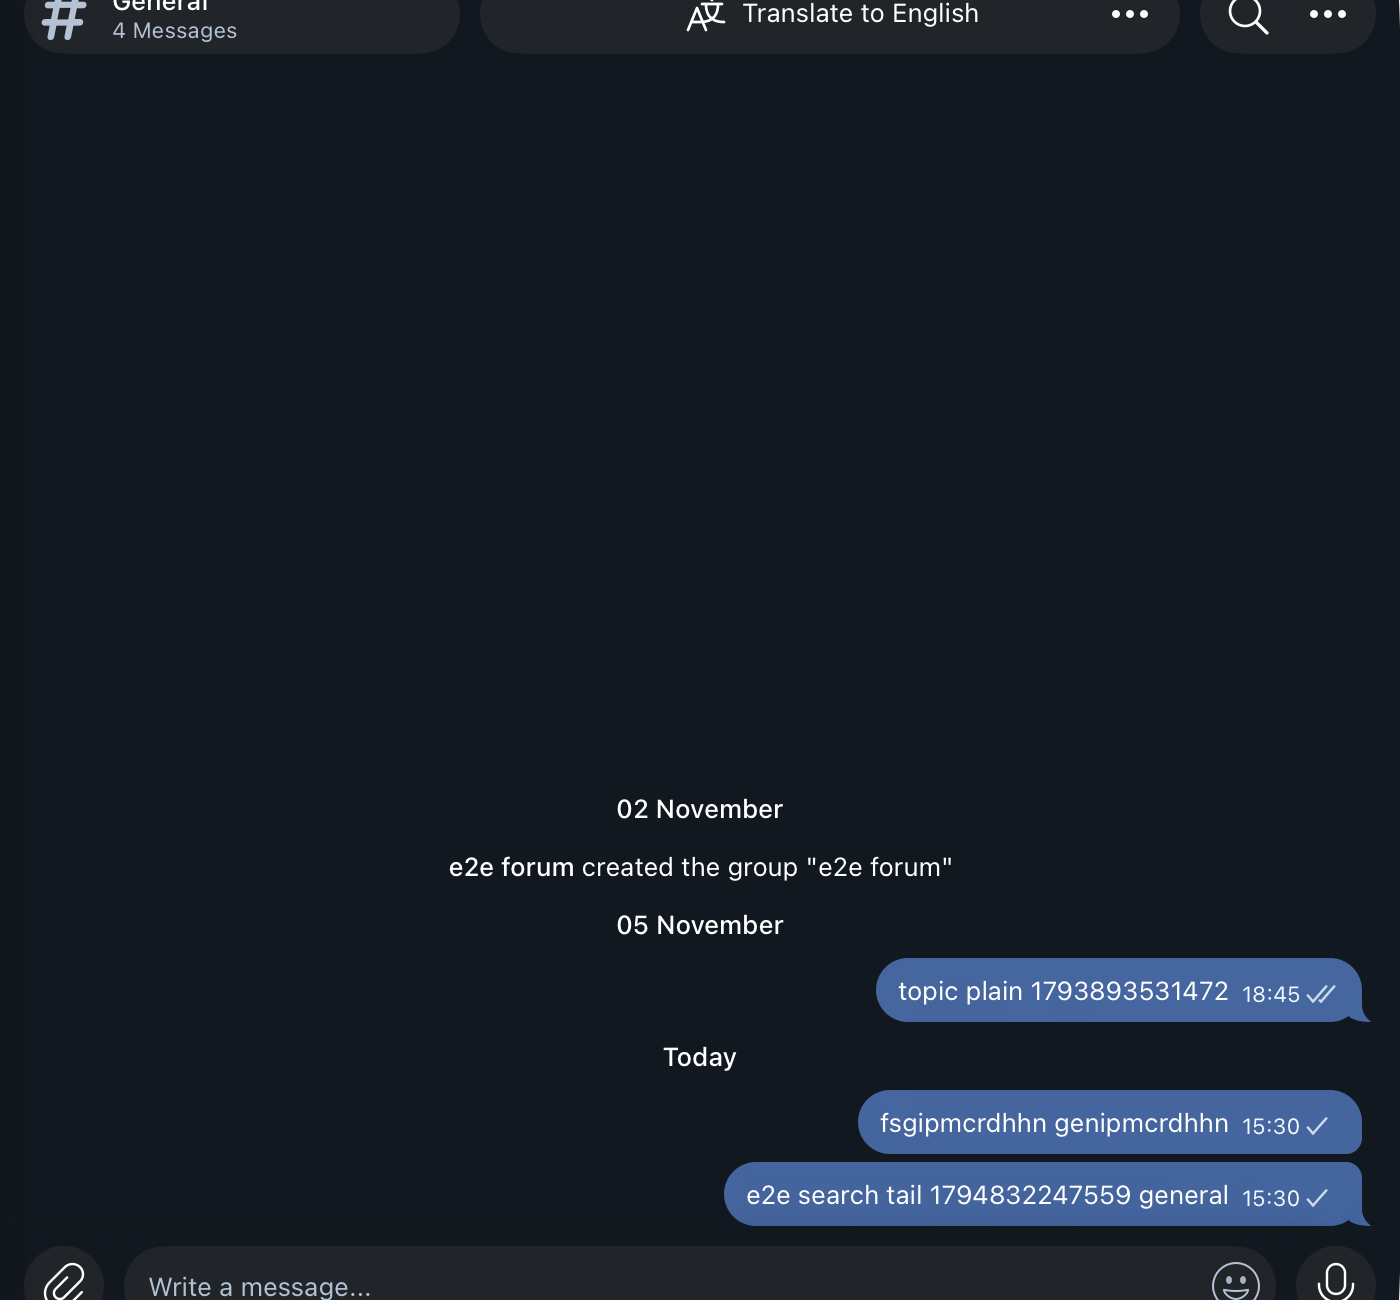 General
4 Messages
Translate to English
02 November
e2e forum created the group "e2e forum"
05 November
topic plain 1793893531472 18:45
Today
fsgipmcrdhhn genipmcrdhhn 15:30
e2e search tail 1794832247559 general 15:30
Write a message...